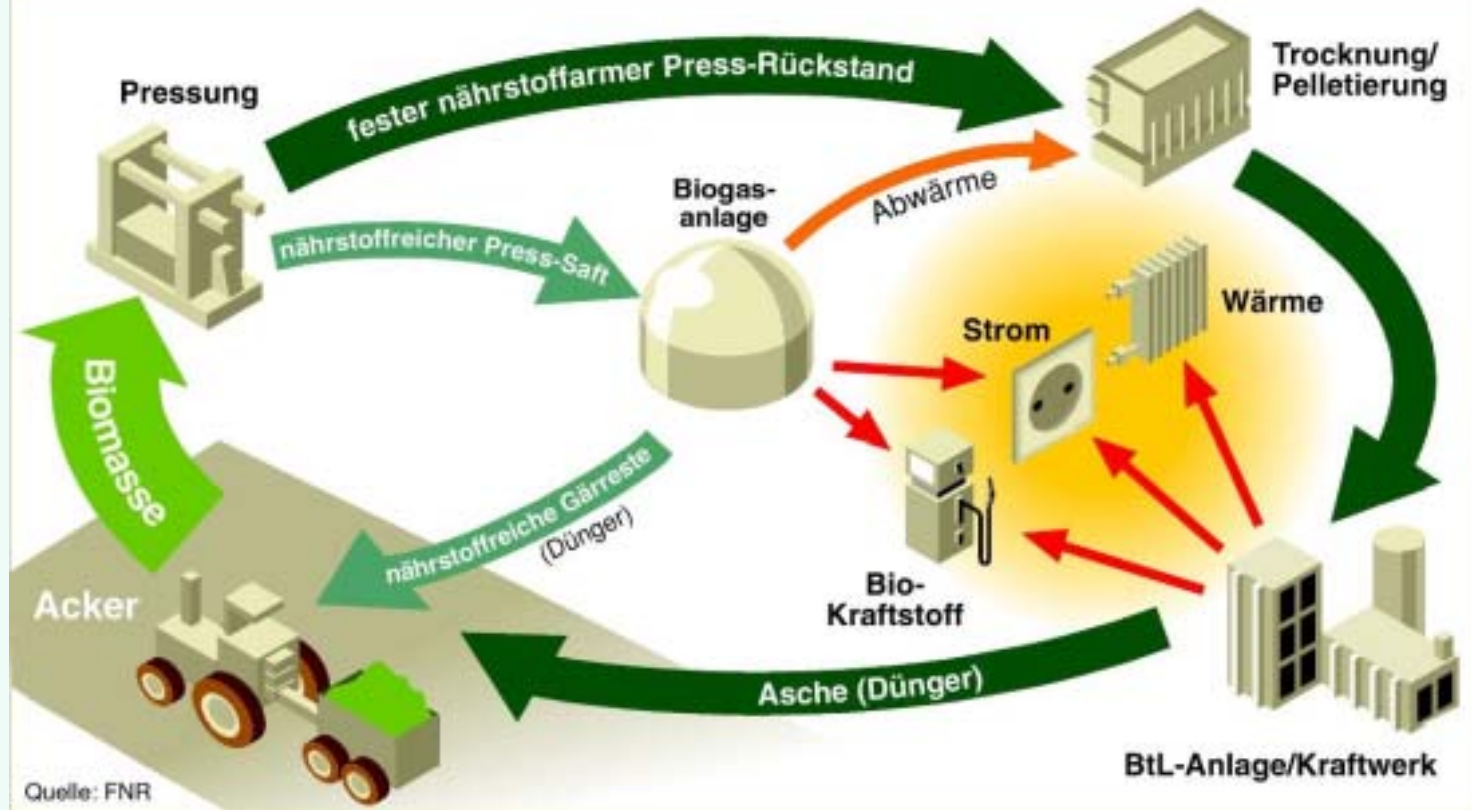 Pressung
fester nährstoffarmer Press-Rückstand
Trocknung/
Pelletierung
Biogas-
anlage
Abwärme
nährstoffreicher Press-Saft
Wärme
Strom
Biomasse
nährstoffreiche Gärreste
(Dünger)
Bio-
Kraftstoff
Acker
Asche (Dünger)
BtL-Anlage/Kraftwerk
Quelle: FNR